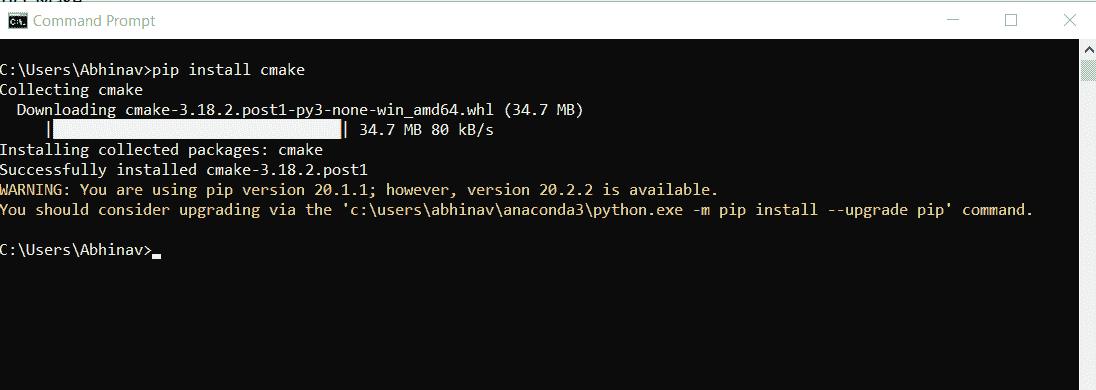 Command Prompt
C:\Users\Abhinav>pip install cmake
Collecting cmake
Downloading cmake-3.18.2.post1-py3-none-win_amd64.whl (34.7 MB)
| | 34.7 MB 80 kB/s
Installing collected packages: cmake
Successfully installed cmake-3.18.2.post1
WARNING: You are using pip version 20.1.1; however, version 20.2.2 is available.
You should consider upgrading via the 'c:\users\abhinav\anaconda3\python.exe -m pip install --upgrade pip' command.
C:\Users\Abhinav>